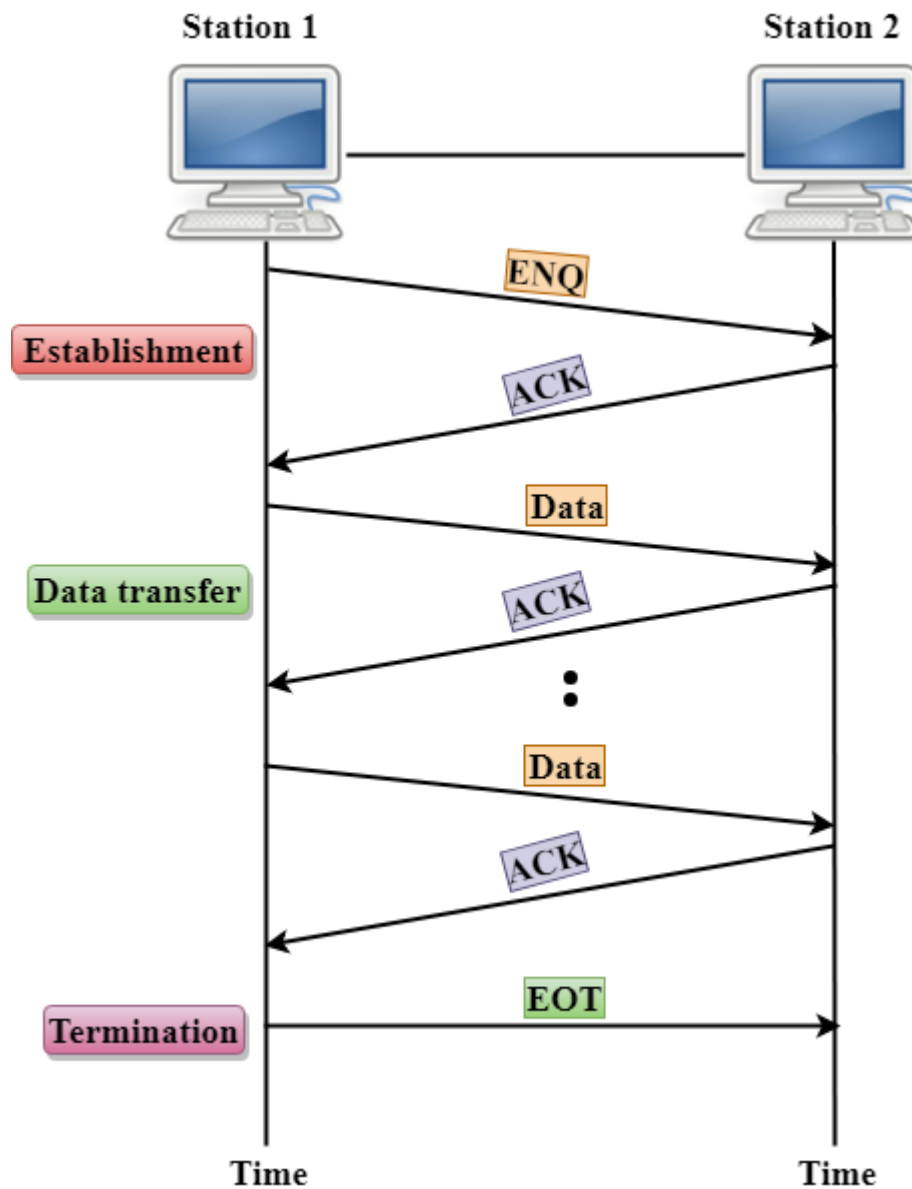 Station 1
Station 2
ENQ
Establishment
ACK
Data
Data transfer
ACK
Data
ACK
EOT
Termination
Time
Time